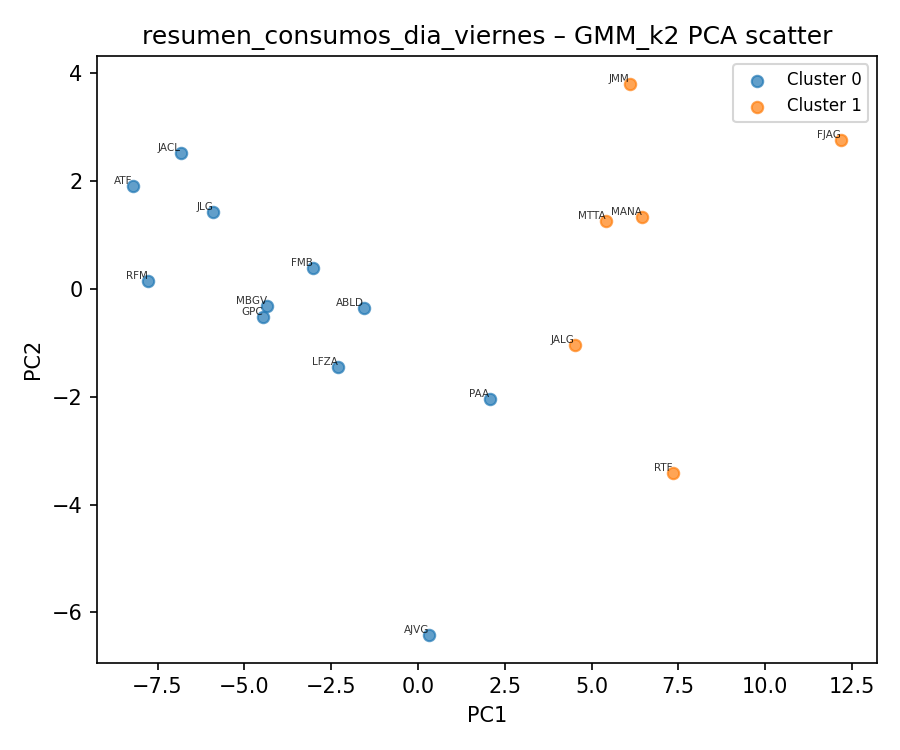 resumen_consumos_dia_viernes – GMM_k2 PCA scatter
Cluster 0
Cluster 1
4
2
0
−2
−4
−6
PC2
JMM
FJAG
JACL
ATF
JLG
MTTA
MANA
FMB
RFM
MBGV
GPC
ABLD
JALG
LFZA
PAA
RTF
AJVG
−7.5
−5.0
−2.5
0.0
2.5
5.0
7.5
10.0
12.5
PC1